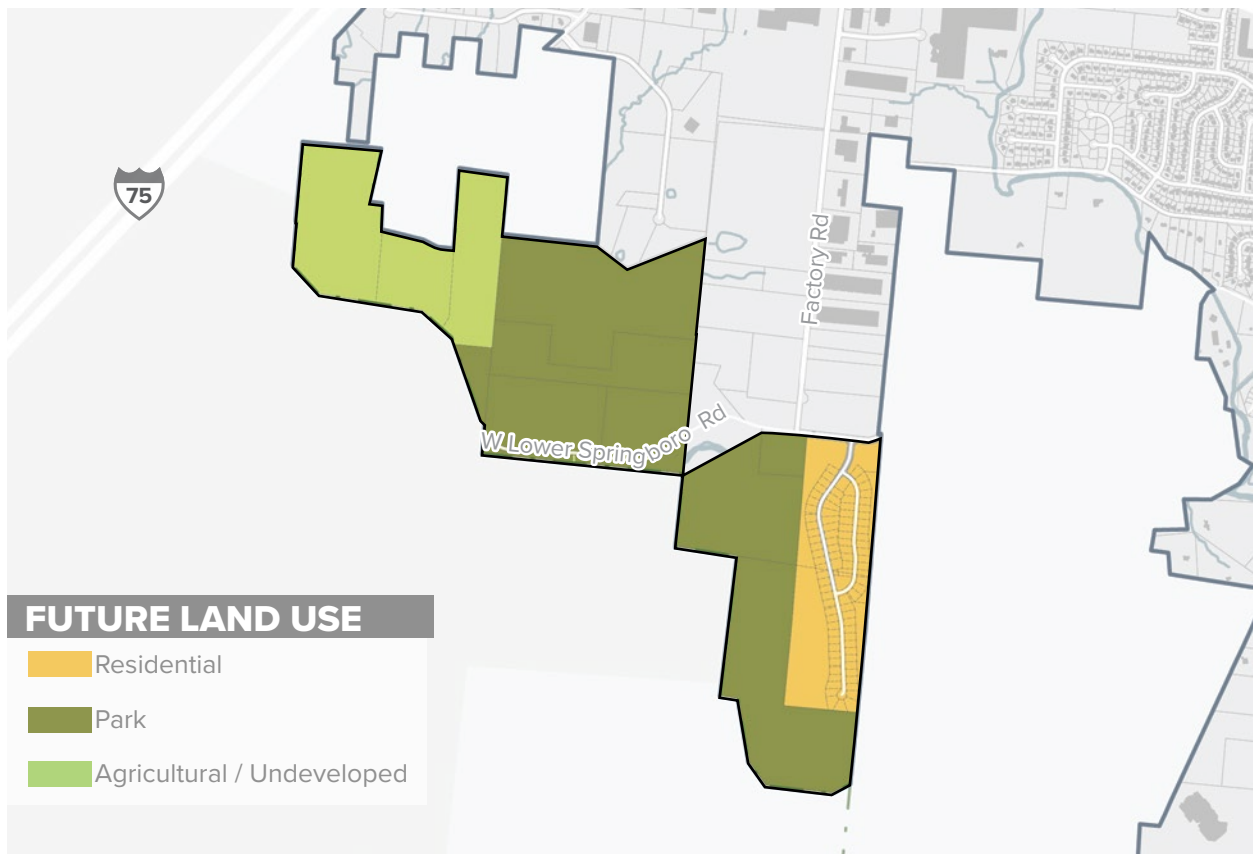 75
Factory Rd
W Lower Springboro Rd
FUTURE LAND USE
Residential
Park
Agricultural / Undeveloped